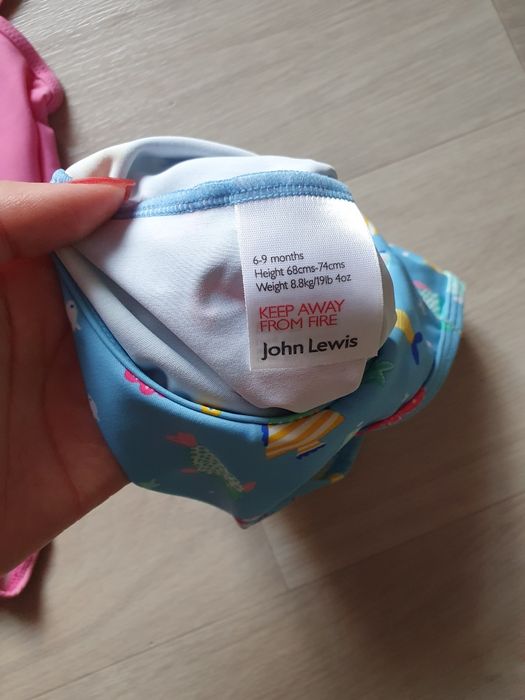 6-9 months
Height 68cms-74cms
Weight 8.8kg/19lb 4oz
KEEP AWAY
FROM FIRE
John Lewis